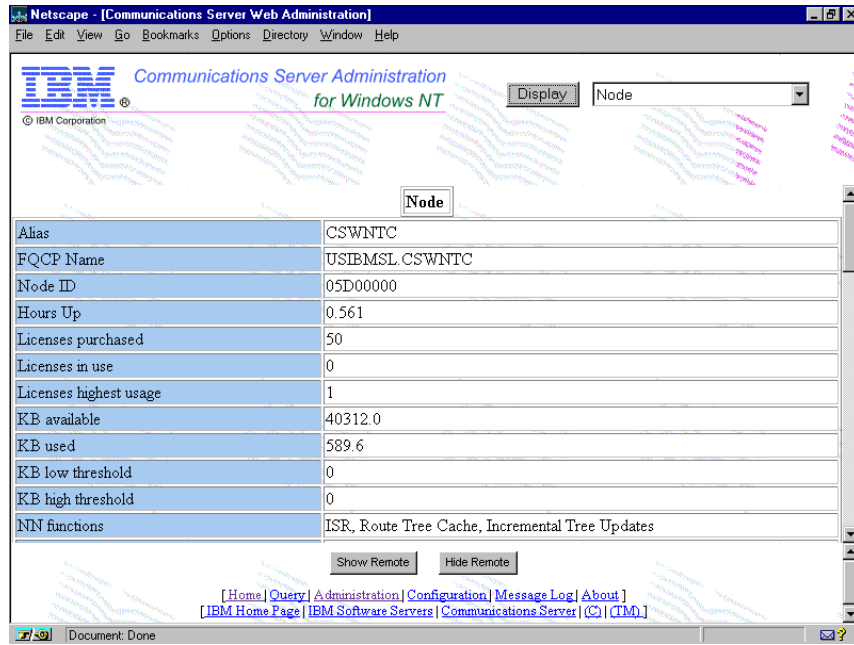 Netscape - [Communications Server Web Administration]
File Edit View Go Bookmarks Options Directory Window Help
IBM ®
Communications Server Administration
for Windows NT
Display Node
© IBM Corporation
Node
Alias CSWNTC
FQCP Name USIBMSL.CSWNTC
Node ID 05D00000
Hours Up 0.561
Licenses purchased 50
Licenses in use 0
Licenses highest usage 1
KB available 40312.0
KB used 589.6
KB low threshold 0
KB high threshold 0
NN functions ISR, Route Tree Cache, Incremental Tree Updates
Show Remote Hide Remote
[ Home | Query | Administration | Configuration | Message Log | About ]
[ IBM Home Page | IBM Software Servers | Communications Server | (C) | (TM) ]
Document: Done